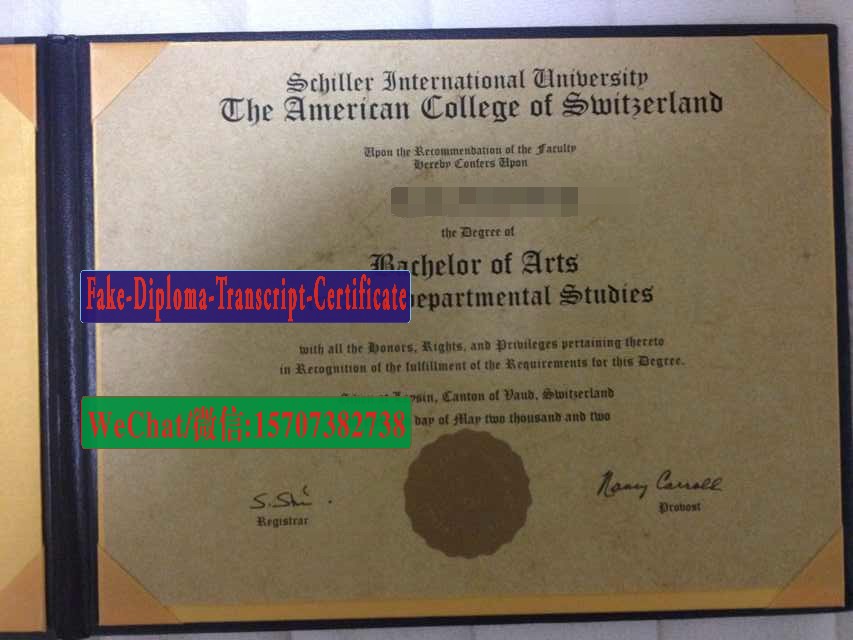 Schiller International University
The American College of Switzerland
Upon the Recommendation of the Faculty
Hereby Confers Upon
the Degree of
Bachelor of Arts
Fake-Diploma-Transcript-Certificate
Departmental Studies
with all the Honors, Rights, and Privileges pertaining thereto
in Recognition of the fulfillment of the Requirements for this Degree.
Canton of Vaud, Switzerland
WeChat/微信:15707382738
day of May two thousand and two
Nancy Carroll
Registrar
Provost